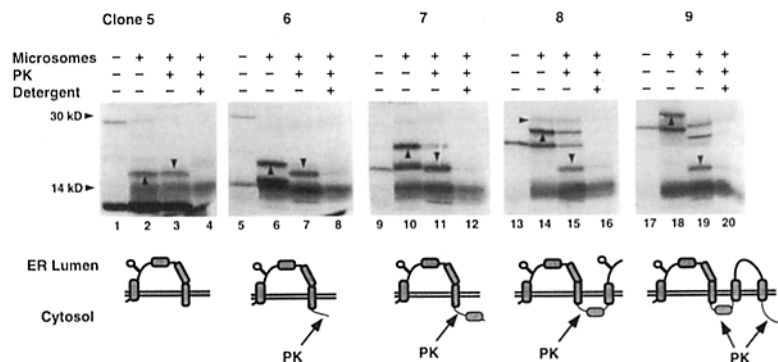 Clone 5 6 7 8 9
Microsomes − + + + − + + + − + + + − + + + − + + +
PK − − + + − − + + − − + + − − + + − − + +
Detergent − − − + − − − + − − − + − − − + − − − +
30 kD
14 kD
1 2 3 4 5 6 7 8 9 10 11 12 13 14 15 16 17 18 19 20
ER Lumen
Cytosol
PK PK PK PK